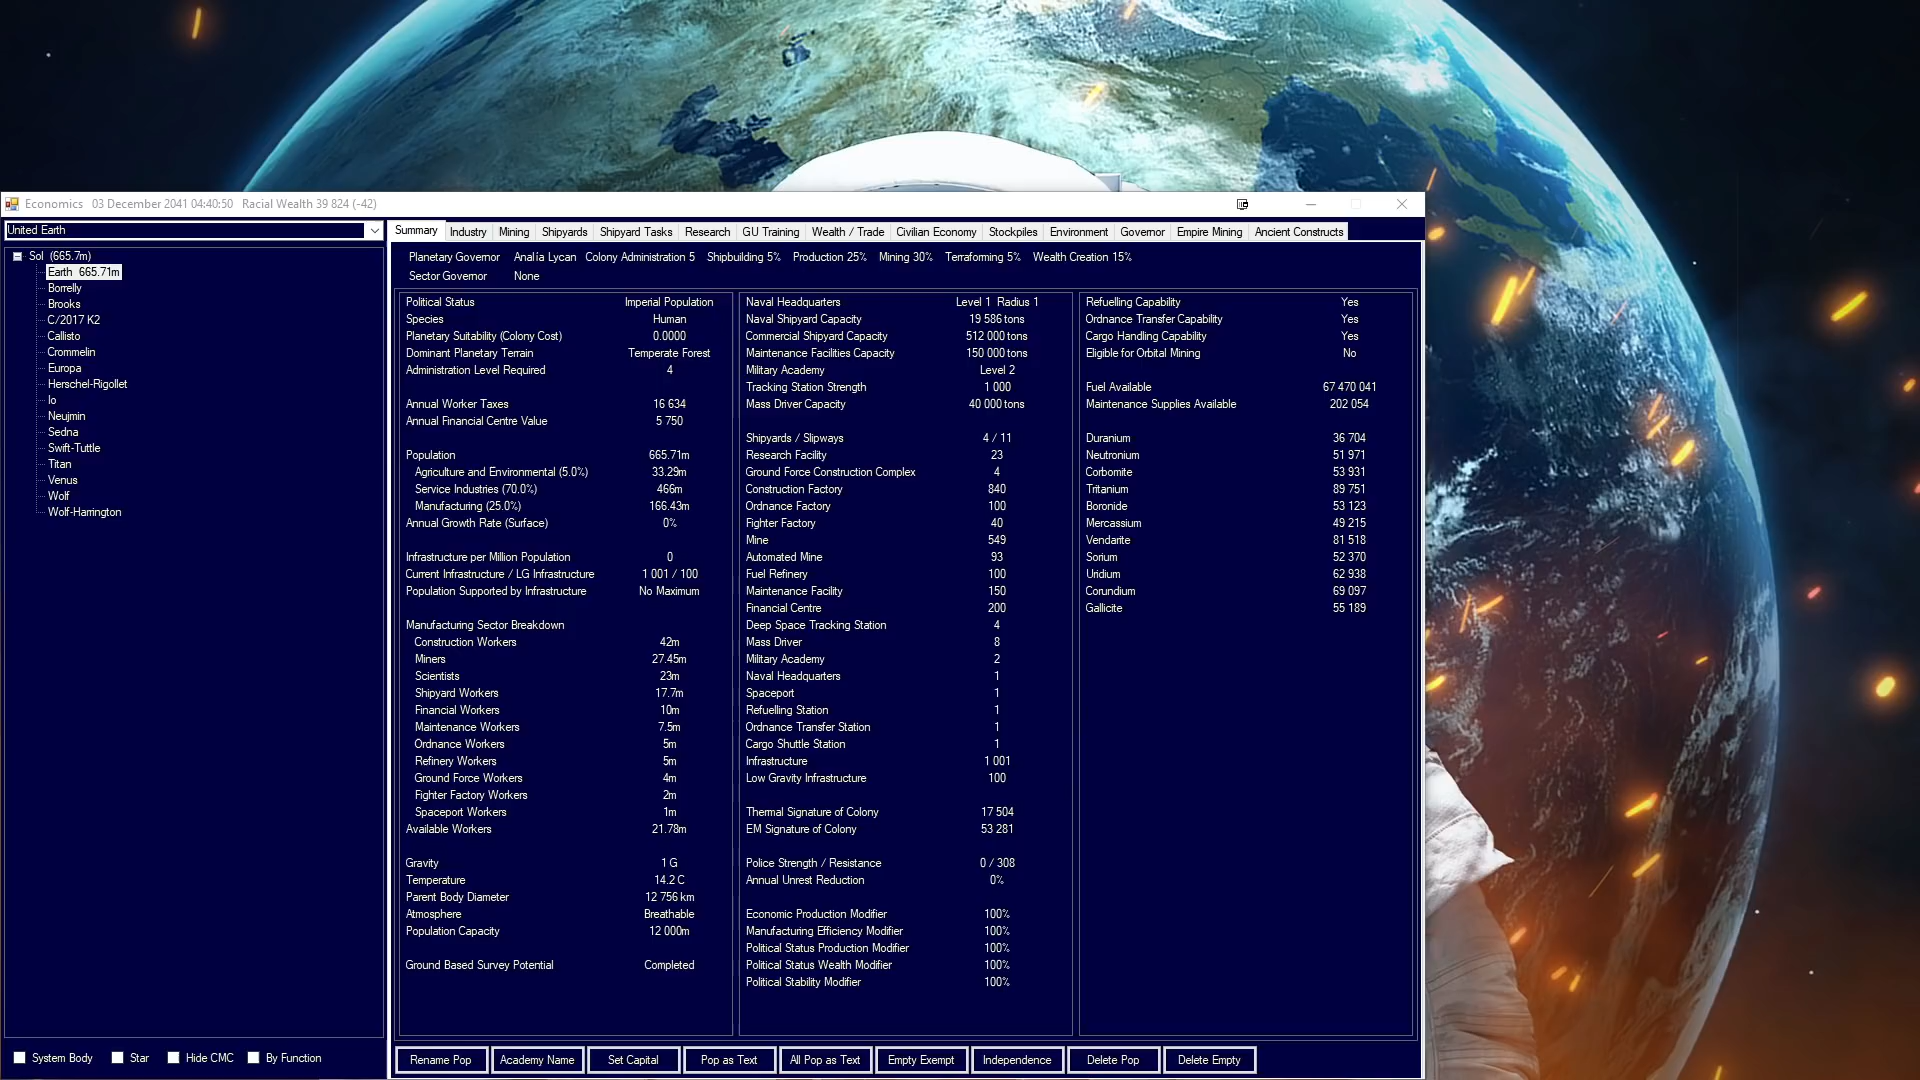 Economics 03 December 2041 04:40:50 Racial Wealth 39 824 (-42)
United Earth
Summary Industry Mining Shipyards Shipyard Tasks Research GU Training Wealth / Trade Civilian Economy Stockpiles Environment Governor Empire Mining Ancient Constructs
Sol (665.7m)
Earth 665.71m
Borrelly
Brooks
C/2017 K2
Callisto
Crommelin
Europa
Herschel-Rigollet
Io
Neujmin
Sedna
Swift-Tuttle
Titan
Venus
Wolf
Wolf-Harrington
System Body Star Hide CMC By Function
Planetary Governor Analía Lycan Colony Administration 5 Shipbuilding 5% Production 25% Mining 30% Terraforming 5% Wealth Creation 15%
Sector Governor None
Political Status Imperial Population
Species Human
Planetary Suitability (Colony Cost) 0.0000
Dominant Planetary Terrain Temperate Forest
Administration Level Required 4
Annual Worker Taxes 16 634
Annual Financial Centre Value 5 750
Population 665.71m
Agriculture and Environmental (5.0%) 33.29m
Service Industries (70.0%) 466m
Manufacturing (25.0%) 166.43m
Annual Growth Rate (Surface) 0%
Infrastructure per Million Population 0
Current Infrastructure / LG Infrastructure 1 001 / 100
Population Supported by Infrastructure No Maximum
Manufacturing Sector Breakdown
Construction Workers 42m
Miners 27.45m
Scientists 23m
Shipyard Workers 17.7m
Financial Workers 10m
Maintenance Workers 7.5m
Ordnance Workers 5m
Refinery Workers 5m
Ground Force Workers 4m
Fighter Factory Workers 2m
Spaceport Workers 1m
Available Workers 21.78m
Gravity 1 G
Temperature 14.2 C
Parent Body Diameter 12 756 km
Atmosphere Breathable
Population Capacity 12 000m
Ground Based Survey Potential Completed
Naval Headquarters Level 1 Radius 1
Naval Shipyard Capacity 19 586 tons
Commercial Shipyard Capacity 512 000 tons
Maintenance Facilities Capacity 150 000 tons
Military Academy Level 2
Tracking Station Strength 1 000
Mass Driver Capacity 40 000 tons
Shipyards / Slipways 4 / 11
Research Facility 23
Ground Force Construction Complex 4
Construction Factory 840
Ordnance Factory 100
Fighter Factory 40
Mine 549
Automated Mine 93
Fuel Refinery 100
Maintenance Facility 150
Financial Centre 200
Deep Space Tracking Station 4
Mass Driver 8
Military Academy 2
Naval Headquarters 1
Spaceport 1
Refuelling Station 1
Ordnance Transfer Station 1
Cargo Shuttle Station 1
Infrastructure 1 001
Low Gravity Infrastructure 100
Thermal Signature of Colony 17 504
EM Signature of Colony 53 281
Police Strength / Resistance 0 / 308
Annual Unrest Reduction 0%
Economic Production Modifier 100%
Manufacturing Efficiency Modifier 100%
Political Status Production Modifier 100%
Political Status Wealth Modifier 100%
Political Stability Modifier 100%
Refuelling Capability Yes
Ordnance Transfer Capability Yes
Cargo Handling Capability Yes
Eligible for Orbital Mining No
Fuel Available 67 470 041
Maintenance Supplies Available 202 054
Duranium 36 704
Neutronium 51 971
Corbomite 53 931
Tritanium 89 751
Boronide 53 123
Mercassium 49 215
Vendarite 81 518
Sorium 52 370
Uridium 62 938
Corundium 69 097
Gallicite 55 189
Rename Pop Academy Name Set Capital Pop as Text All Pop as Text Empty Exempt Independence Delete Pop Delete Empty